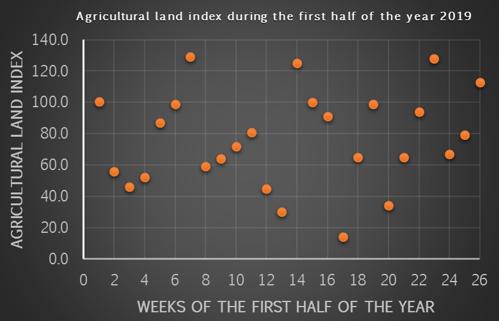 Agricultural land index during the first half of the year 2019
140.0
120.0
100.0
80.0
60.0
40.0
20.0
0.0
AGRICULTURAL LAND INDEX
0 2 4 6 8 10 12 14 16 18 20 22 24 26
WEEKS OF THE FIRST HALF OF THE YEAR